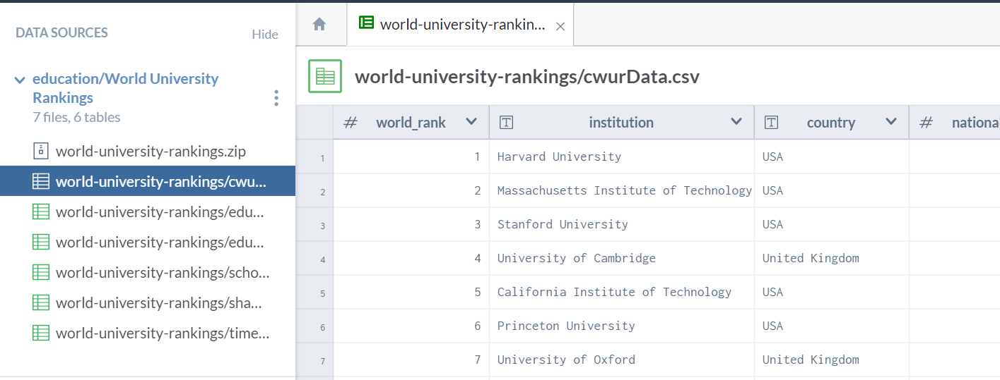 DATA SOURCES
Hide
education/World University
Rankings
7 files, 6 tables
world-university-rankings.zip
world-university-rankings/cwu...
world-university-rankings/edu...
world-university-rankings/edu...
world-university-rankings/scho...
world-university-rankings/sha...
world-university-rankings/time...
world-university-rankin... ×
world-university-rankings/cwurData.csv
# world_rank T institution T country # nationa
1 1 Harvard University USA
2 2 Massachusetts Institute of Technology USA
3 3 Stanford University USA
4 4 University of Cambridge United Kingdom
5 5 California Institute of Technology USA
6 6 Princeton University USA
7 7 University of Oxford United Kingdom